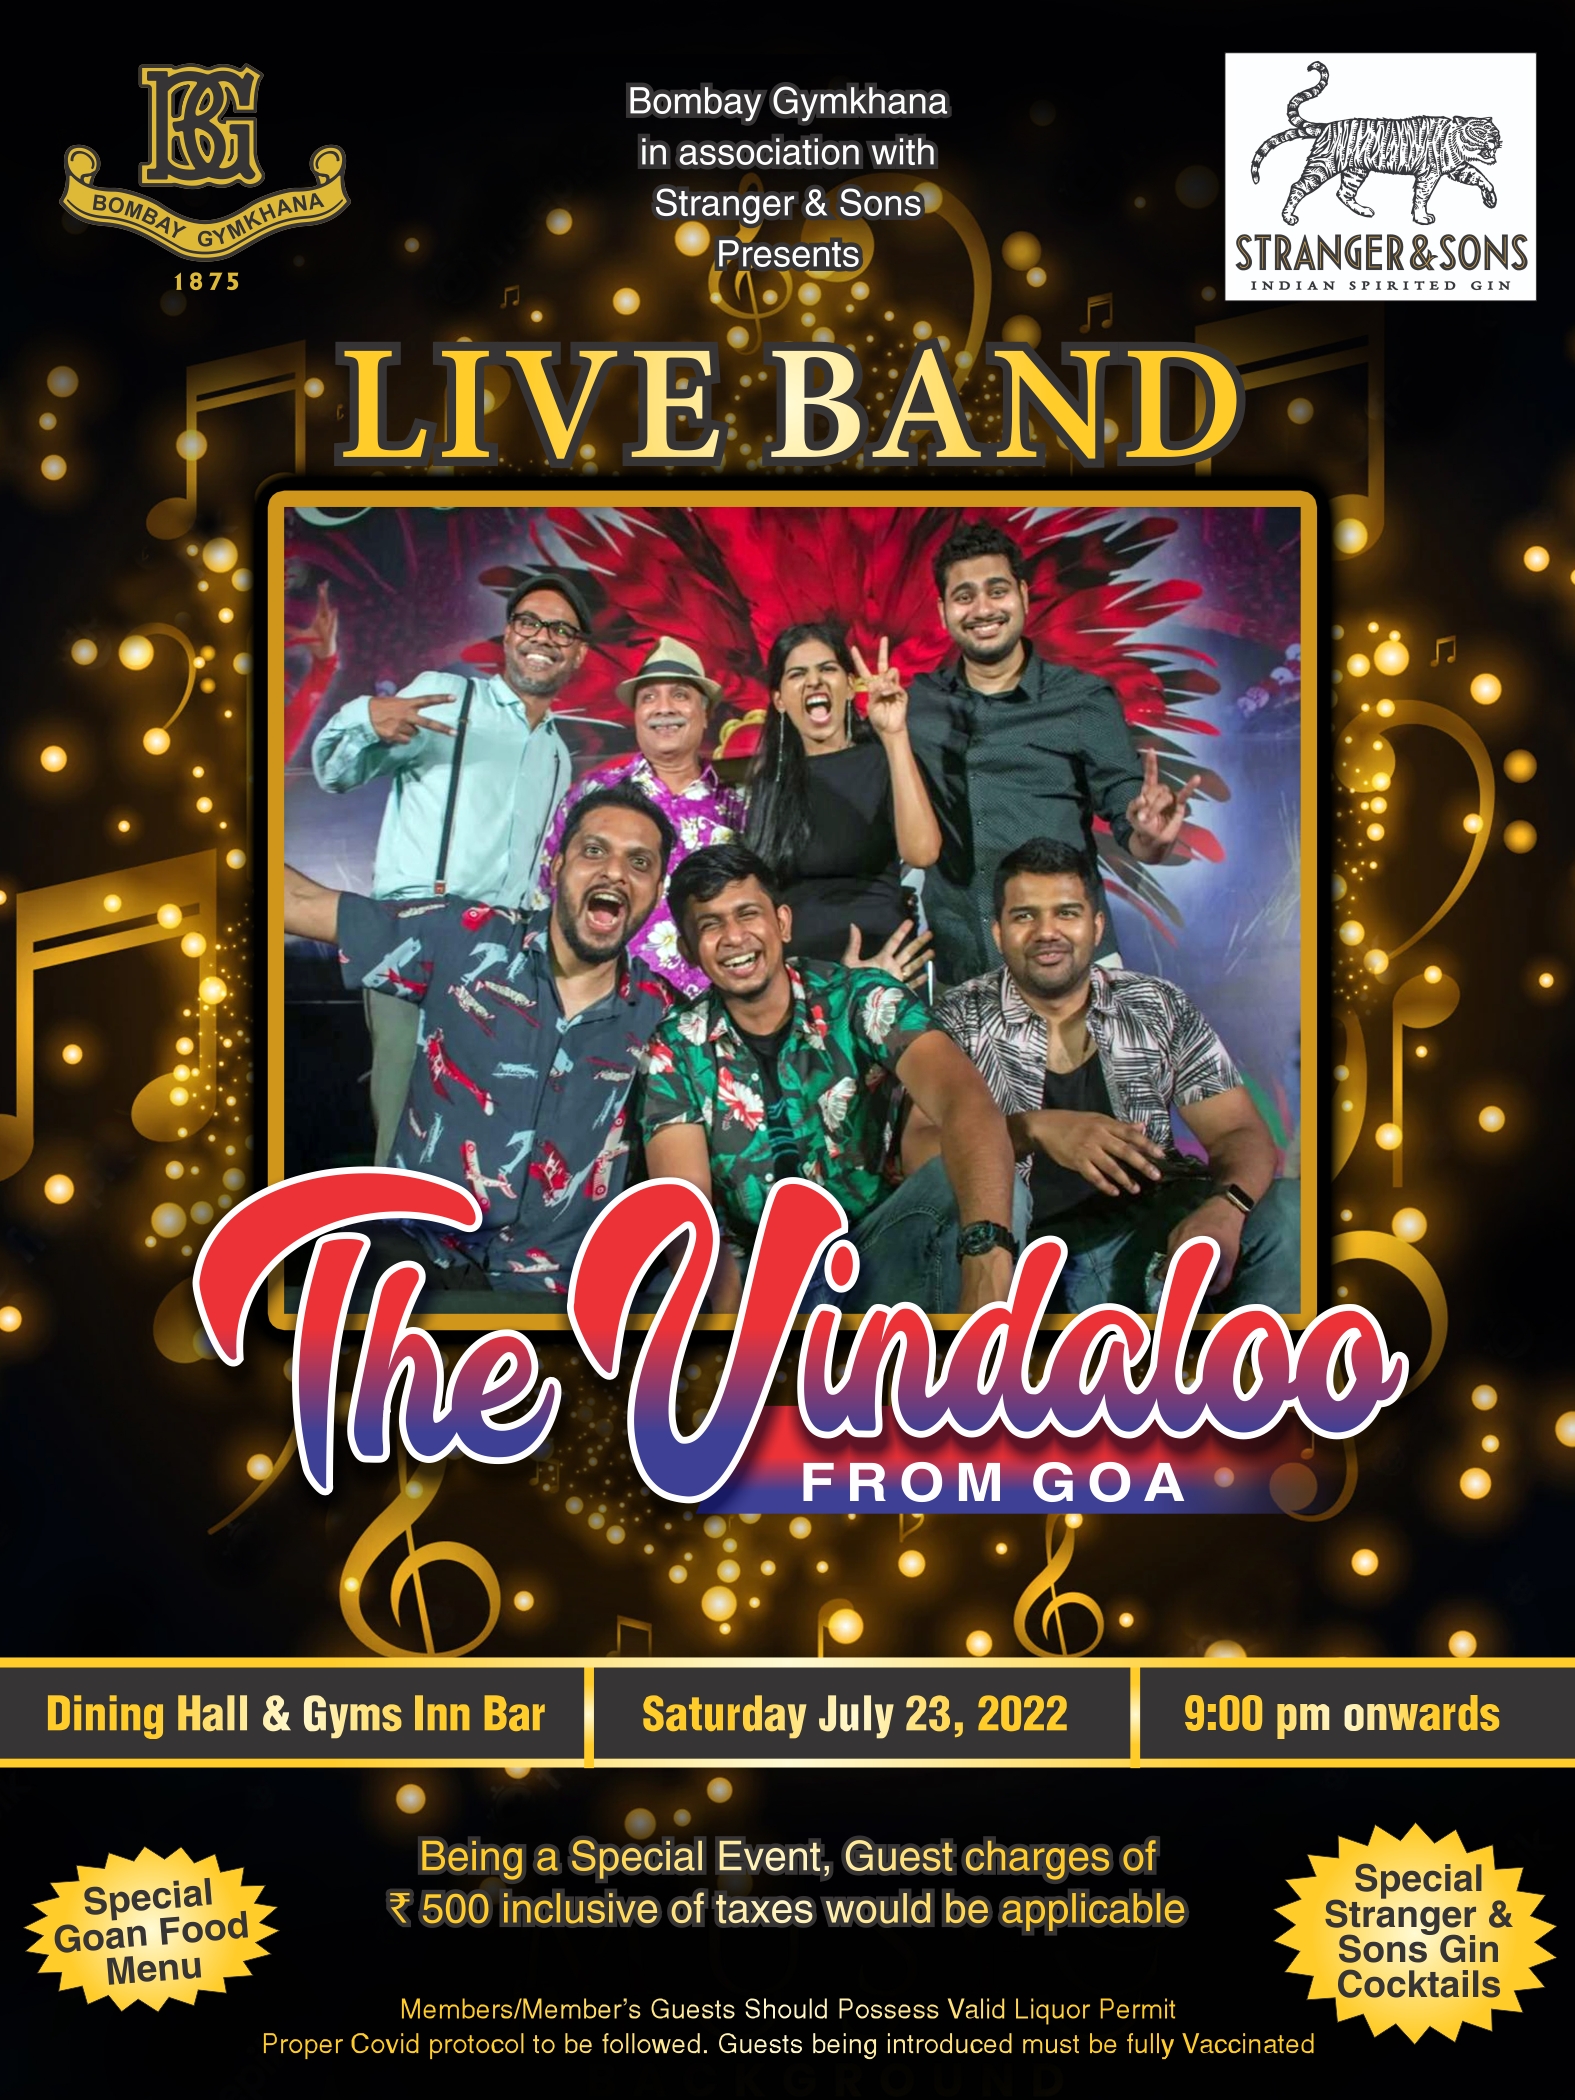 BG
BOMBAY GYMKHANA
1875
Bombay Gymkhana
in association with
Stranger & Sons
Presents
STRANGER&SONS
INDIAN SPIRITED GIN
LIVE BAND
The Vindaloo
FROM GOA
Dining Hall & Gyms Inn Bar
Saturday July 23, 2022
9:00 pm onwards
Being a Special Event, Guest charges of
₹ 500 inclusive of taxes would be applicable
Special
Goan Food
Menu
Special
Stranger &
Sons Gin
Cocktails
Members/Member’s Guests Should Possess Valid Liquor Permit
Proper Covid protocol to be followed. Guests being introduced must be fully Vaccinated
BACKGROUND